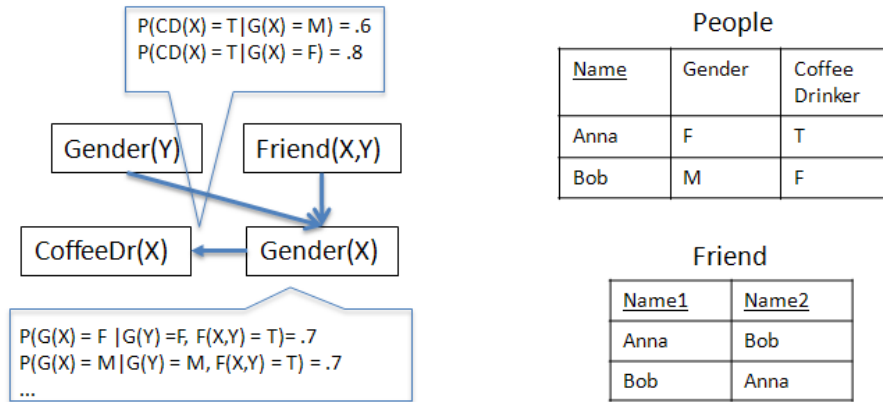 P(CD(X) = T|G(X) = M) = .6
P(CD(X) = T|G(X) = F) = .8
Gender(Y)
Friend(X,Y)
CoffeeDr(X)
Gender(X)
P(G(X) = F |G(Y) =F, F(X,Y) = T)= .7
P(G(X) = M|G(Y) = M, F(X,Y) = T) = .7
...
People
Name Gender Coffee
Drinker
Anna F T
Bob M F
Friend
Name1 Name2
Anna Bob
Bob Anna